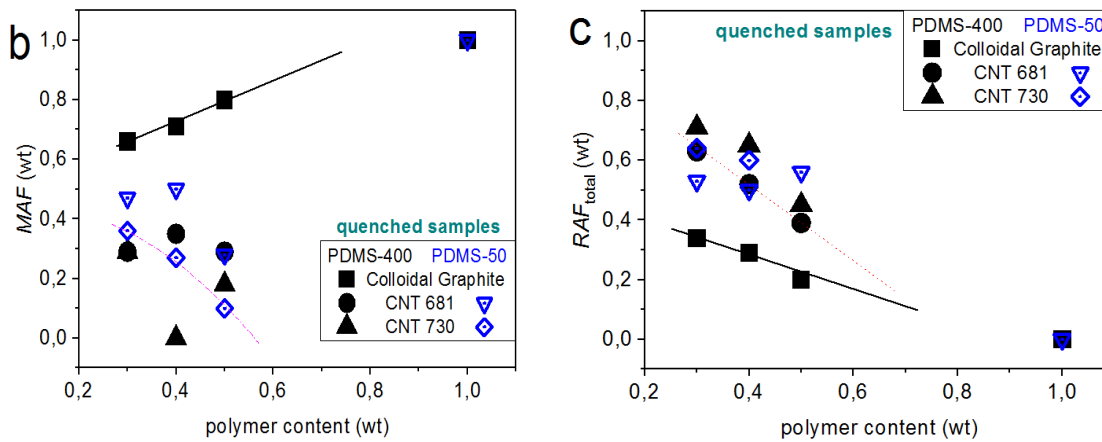 b
1,0
0,8
0,6
0,4
0,2
0,0
MAF (wt)
quenched samples
PDMS-400 PDMS-50
Colloidal Graphite
CNT 681
CNT 730
0,2 0,4 0,6 0,8 1,0
polymer content (wt)
c
quenched samples
PDMS-400 PDMS-50
Colloidal Graphite
CNT 681
CNT 730
1,0
0,8
0,6
0,4
0,2
0,0
RAFtotal (wt)
0,2 0,4 0,6 0,8 1,0
polymer content (wt)